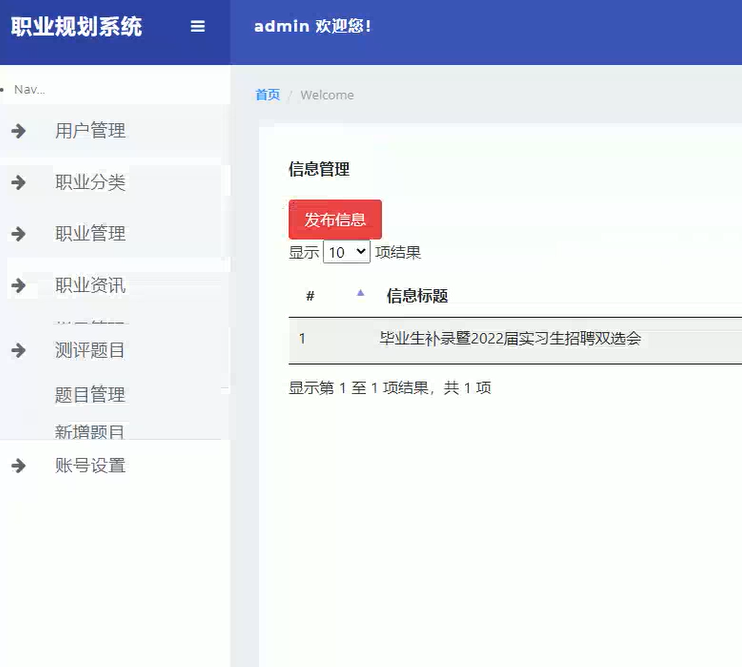 职业规划系统
admin 欢迎您!
Nav...
首页 / Welcome
用户管理
职业分类
职业管理
职业资讯
测评题目
题目管理
新增题目
账号设置
信息管理
发布信息
显示 10 项结果
# 信息标题
1 毕业生补录暨2022届实习生招聘双选会
显示第 1 至 1 项结果，共 1 项